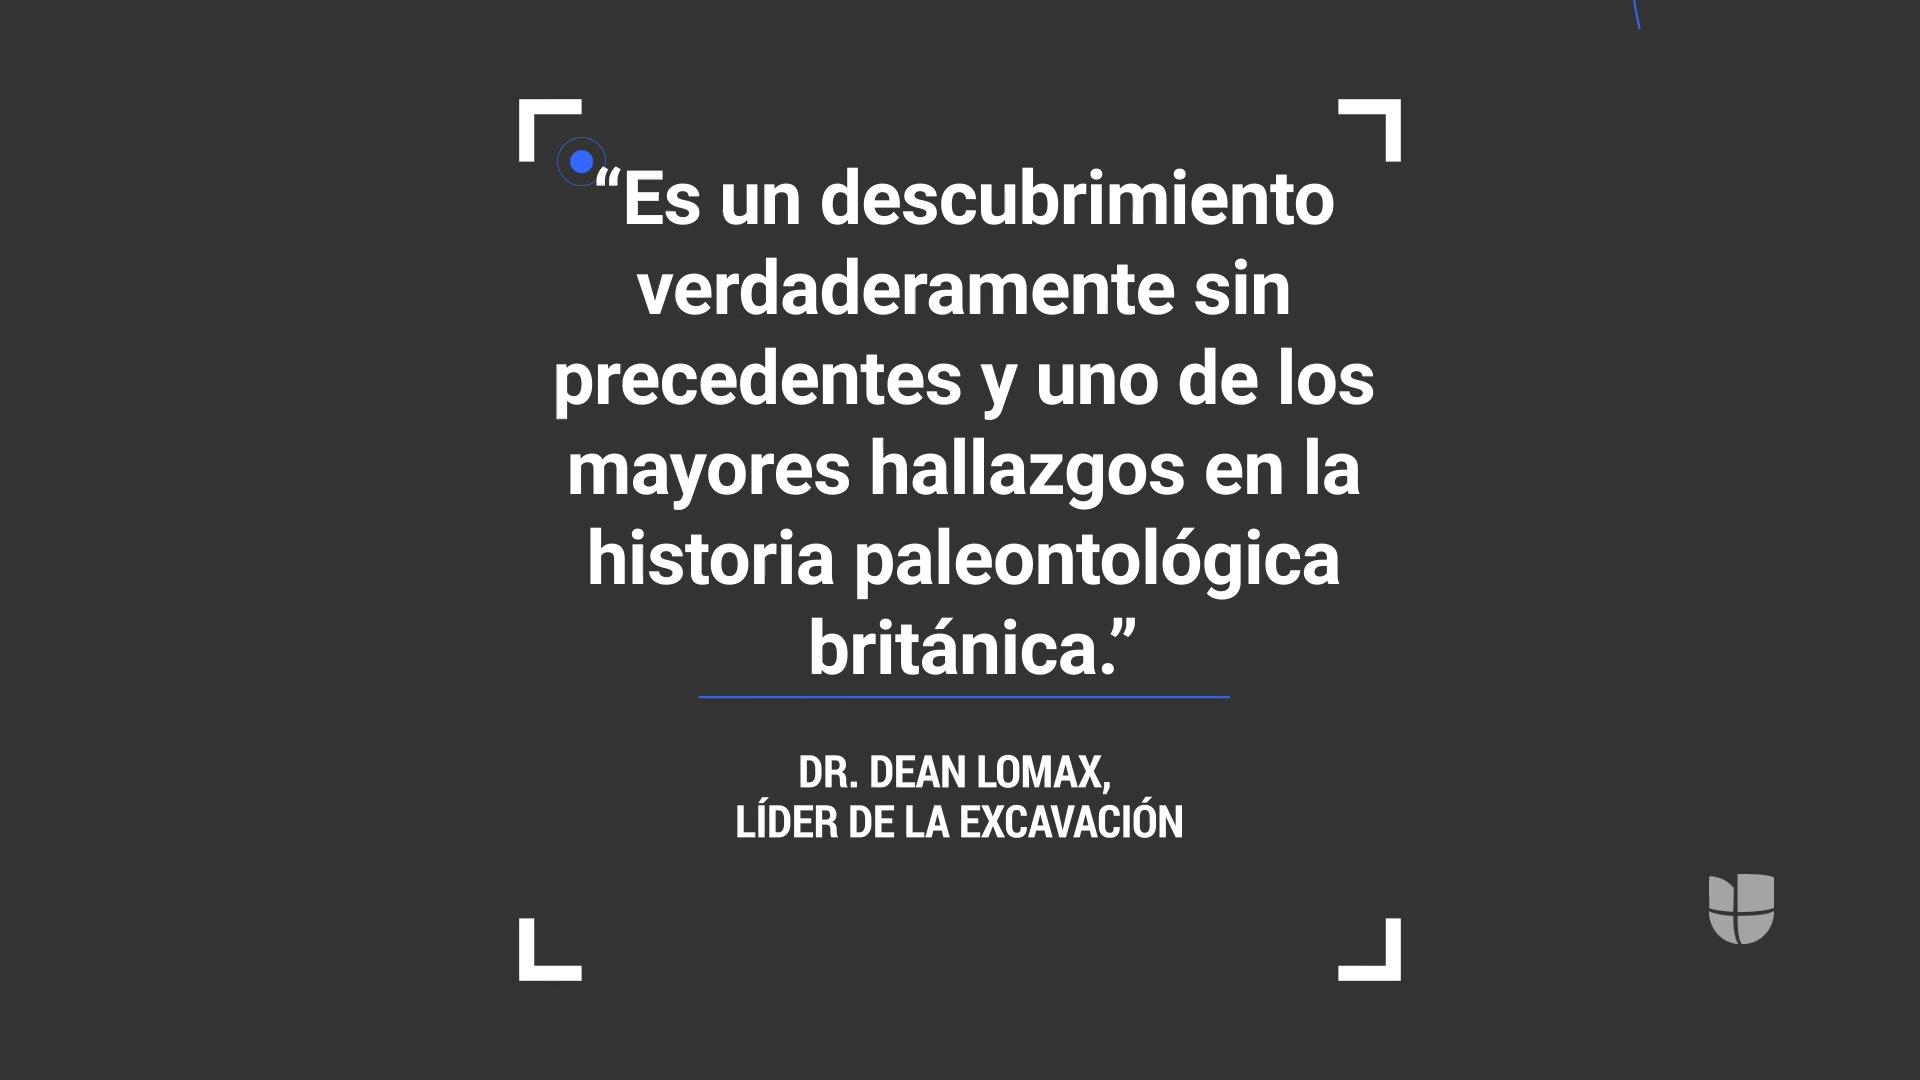 “Es un descubrimiento
verdaderamente sin
precedentes y uno de los
mayores hallazgos en la
historia paleontológica
británica.”
DR. DEAN LOMAX,
LÍDER DE LA EXCAVACIÓN